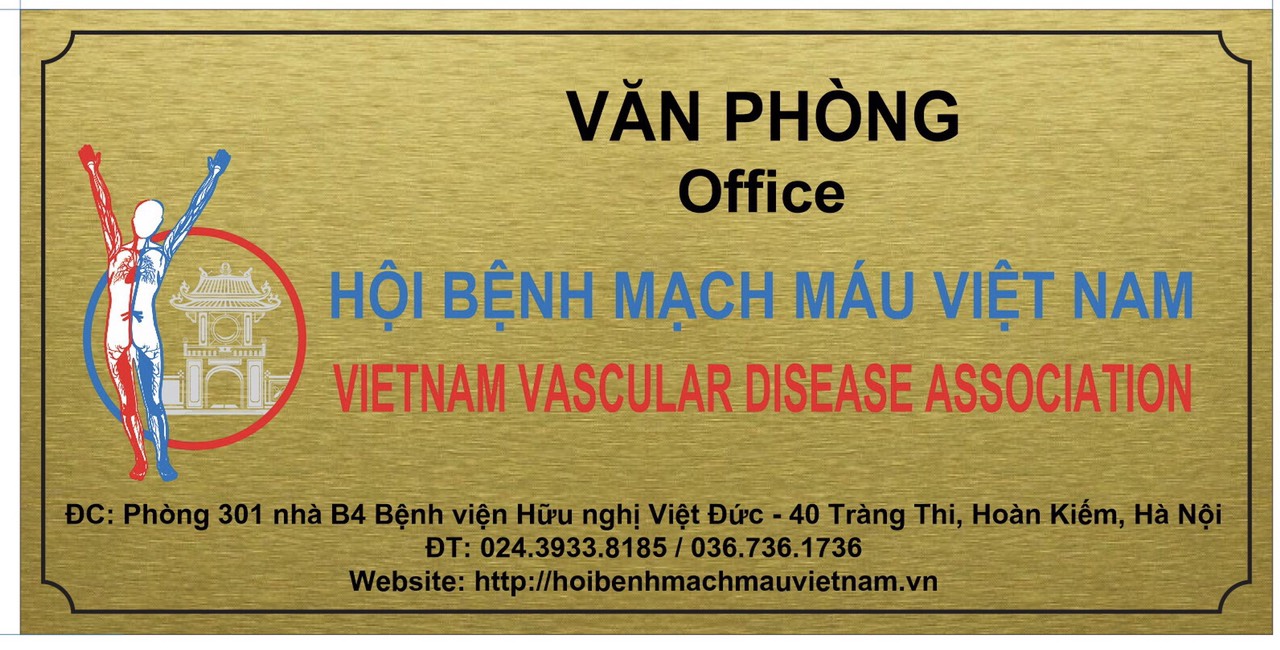 VĂN PHÒNG
Office
HỘI BỆNH MẠCH MÁU VIỆT NAM
VIETNAM VASCULAR DISEASE ASSOCIATION
ĐC: Phòng 301 nhà B4 Bệnh viện Hữu nghị Việt Đức - 40 Tràng Thi, Hoàn Kiếm, Hà Nội
ĐT: 024.3933.8185 / 036.736.1736
Website: http://hoibenhmachmauvietnam.vn